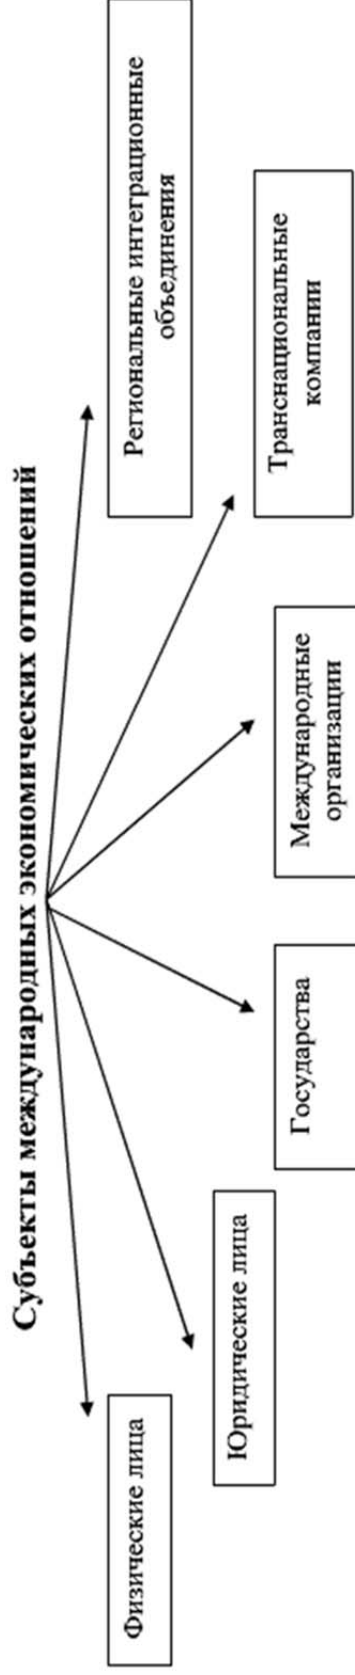 Субъекты международных экономических отношений
Физические лица
Юридические лица
Государства
Международные
организации
Транснациональные
компании
Региональные интеграционные
объединения